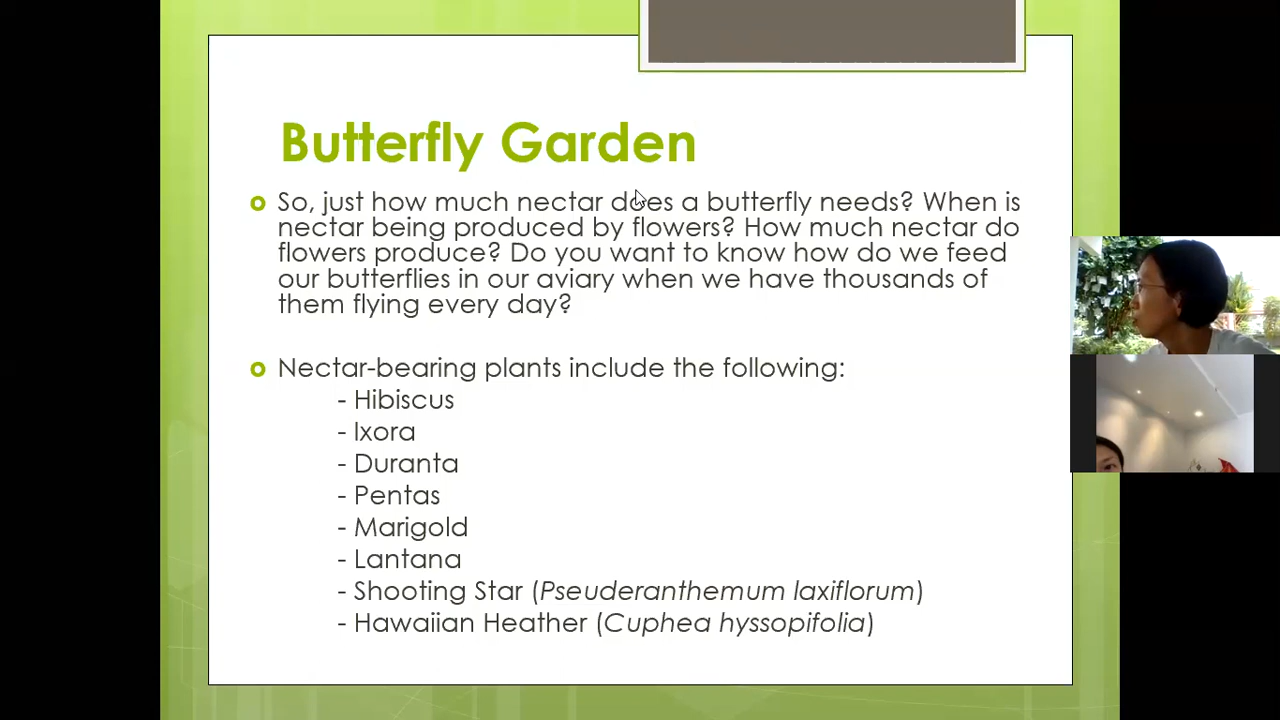 Butterfly Garden
So, just how much nectar does a butterfly needs? When is
nectar being produced by flowers? How much nectar do
flowers produce? Do you want to know how do we feed
our butterflies in our aviary when we have thousands of
them flying every day?
Nectar-bearing plants include the following:
- Hibiscus
- Ixora
- Duranta
- Pentas
- Marigold
- Lantana
- Shooting Star (Pseuderanthemum laxiflorum)
- Hawaiian Heather (Cuphea hyssopifolia)